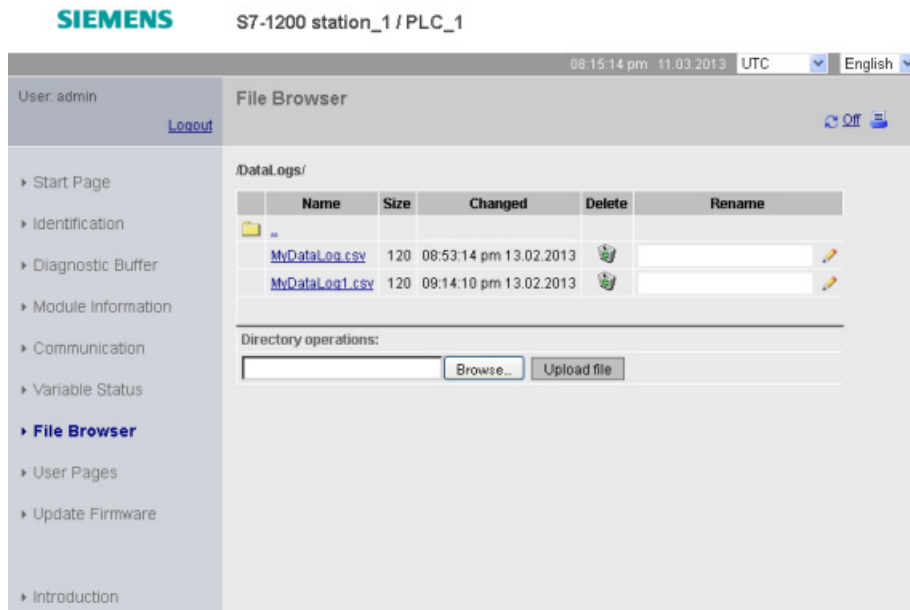 SIEMENS S7-1200 station_1 / PLC_1
08:15:14 pm 11.03.2013 UTC English
User: admin
Logout
File Browser
Off
Start Page
Identification
Diagnostic Buffer
Module Information
Communication
Variable Status
File Browser
User Pages
Update Firmware
Introduction
/DataLogs/
Name Size Changed Delete Rename
..
MyDataLog.csv 120 08:53:14 pm 13.02.2013
MyDataLog1.csv 120 09:14:10 pm 13.02.2013
Directory operations:
Browse... Upload file